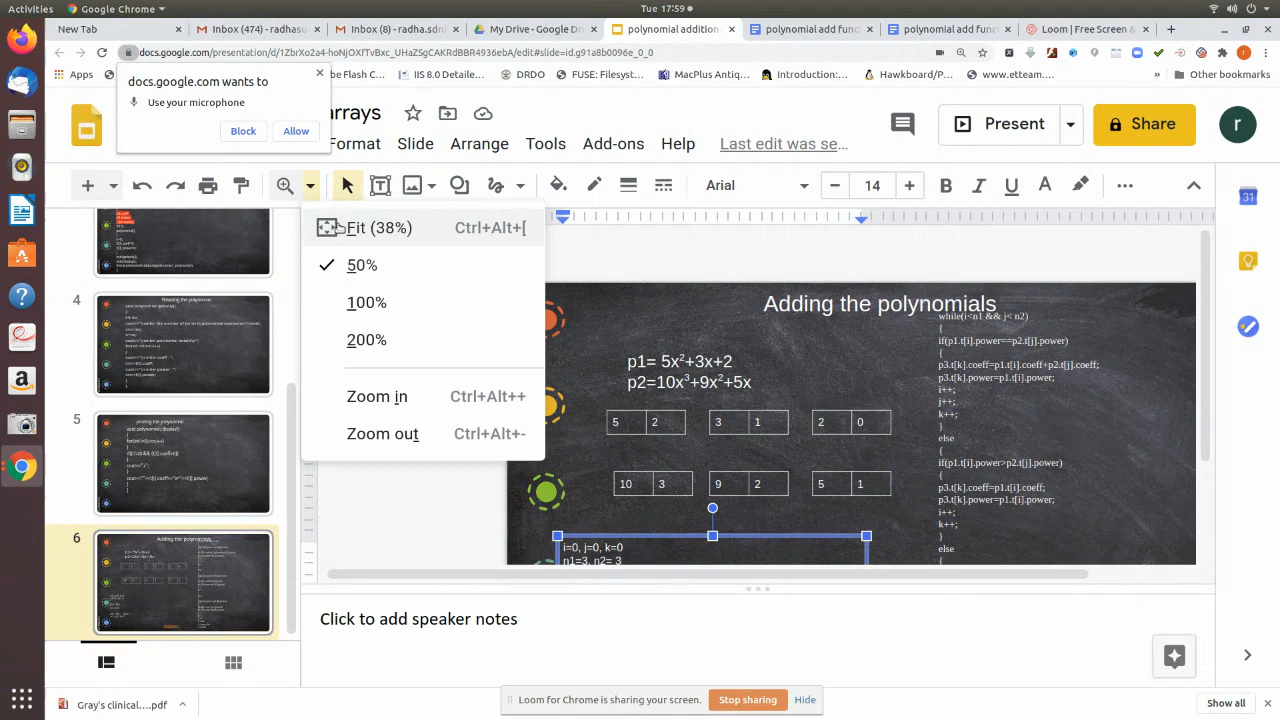 Activities
Google Chrome
Tue 17:59
New Tab
Inbox (474) - radhasu
Inbox (8) - radha.sdr
My Drive - Google Dri
polynomial addition
polynomial add func
polynomial add func
Loom | Free Screen &
docs.google.com/presentation/d/1ZbrXo2a4-hoNjOXfTvBxc_UHaZSgCAKRdBBR493teA/edit#slide=id.g91a8b0096e_0_0
Apps
be Flash C...
IIS 8.0 Detaile...
DRDO
FUSE: Filesyst...
MacPlus Antiq...
Introduction:...
Hawkboard/P...
www.etteam....
Other bookmarks
docs.google.com wants to
Use your microphone
Block
Allow
arrays
Format
Slide
Arrange
Tools
Add-ons
Help
Last edit was se...
Present
Share
r
Arial
14
Fit (38%) Ctrl+Alt+[
50%
100%
200%
Zoom in Ctrl+Alt++
Zoom out Ctrl+Alt+-
4
5
6
Reading the polynomial
Adding the polynomials
Adding the polynomials
p1= 5x²+3x+2
p2=10x³+9x²+5x
5 2 3 1 2 0
10 3 9 2 5 1
i=0, j=0, k=0
n1=3, n2= 3
while(i<n1 && j< n2)
{
if(p1.t[i].power==p2.t[j].power)
{
p3.t[k].coeff=p1.t[i].coeff+p2.t[j].coeff;
p3.t[k].power=p1.t[i].power;
i++;
j++;
k++;
}
else
{
if(p1.t[i].power>p2.t[j].power)
{
p3.t[k].coeff=p1.t[i].coeff;
p3.t[k].power=p1.t[i].power;
i++;
k++;
}
else
{
Click to add speaker notes
31
Gray's clinical....pdf
Loom for Chrome is sharing your screen.
Stop sharing
Hide
Show all